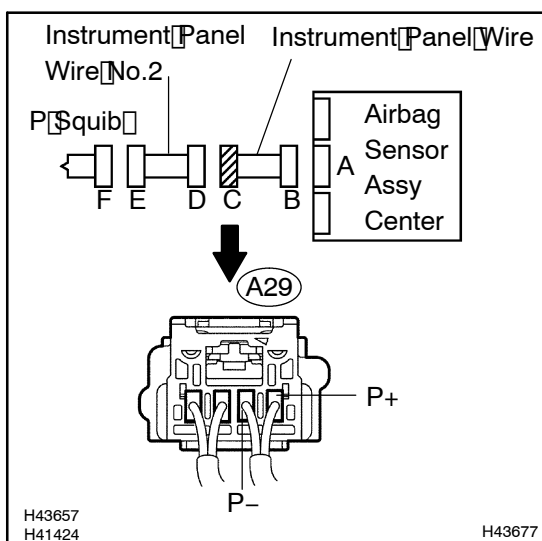 Instrument Panel
Wire No.2
Instrument Panel Wire
P Squib
Airbag
Sensor
Assy
Center
F E D C B A
A29
P+
P–
H43657
H41424
H43677